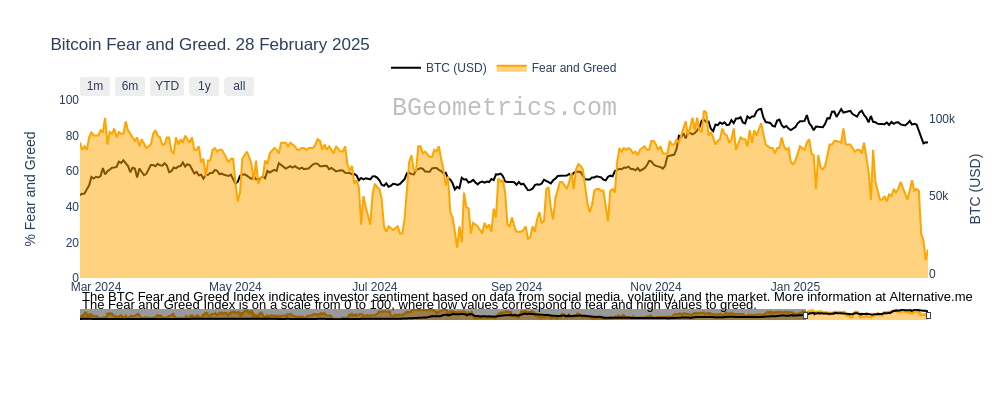 Bitcoin Fear and Greed. 28 February 2025
BTC (USD) Fear and Greed
1m 6m YTD 1y all
BGeometrics.com
100
80
60
40
20
0
% Fear and Greed
100k
50k
0
BTC (USD)
Mar 2024 May 2024 Jul 2024 Sep 2024 Nov 2024 Jan 2025
The BTC Fear and Greed Index indicates investor sentiment based on data from social media, volatility, and the market. More information at Alternative.me
The Fear and Greed Index is on a scale from 0 to 100, where low values correspond to fear and high values to greed.